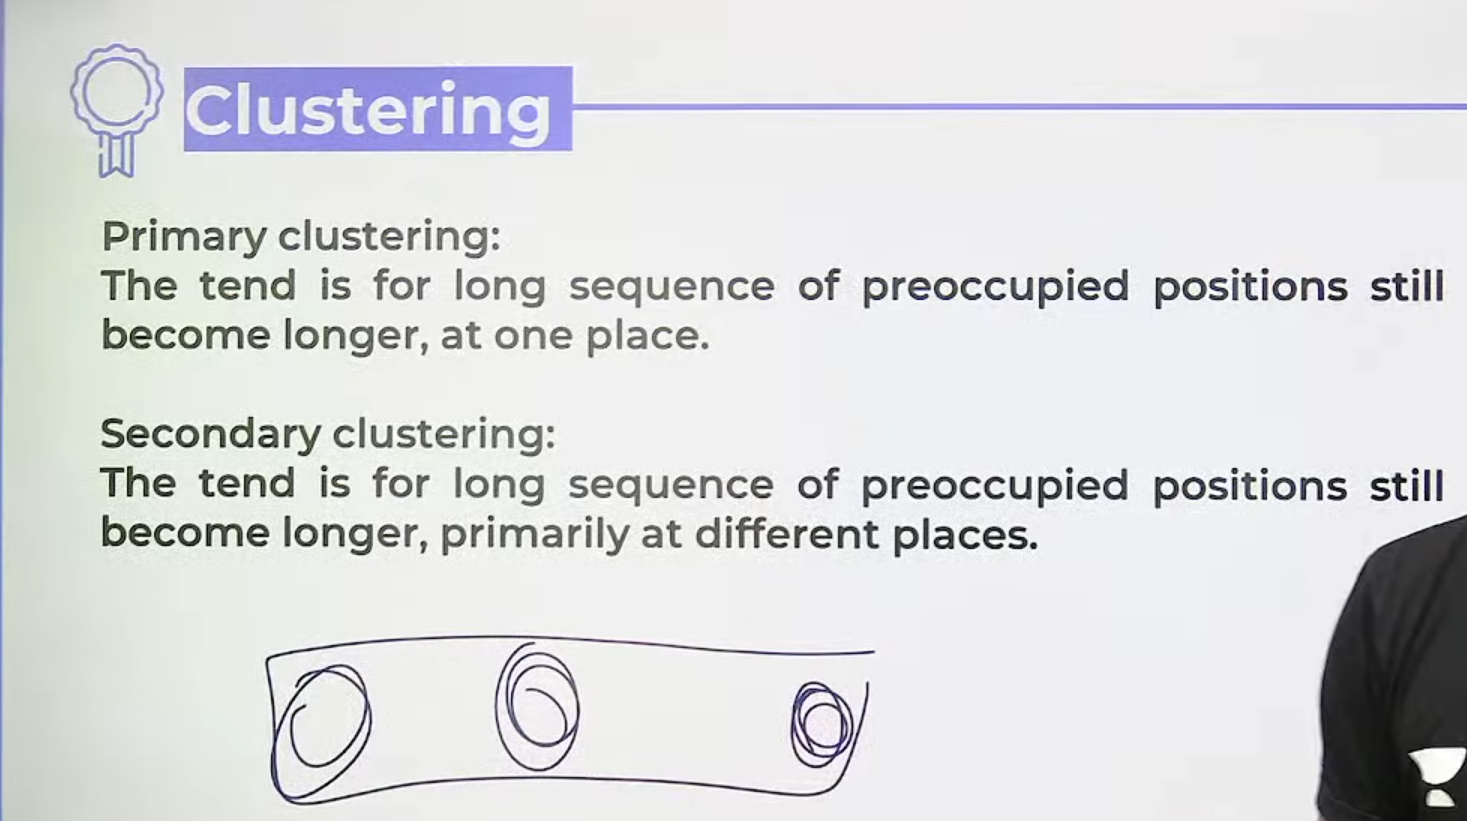 Clustering
Primary clustering:
The tend is for long sequence of preoccupied positions still
become longer, at one place.
Secondary clustering:
The tend is for long sequence of preoccupied positions still
become longer, primarily at different places.